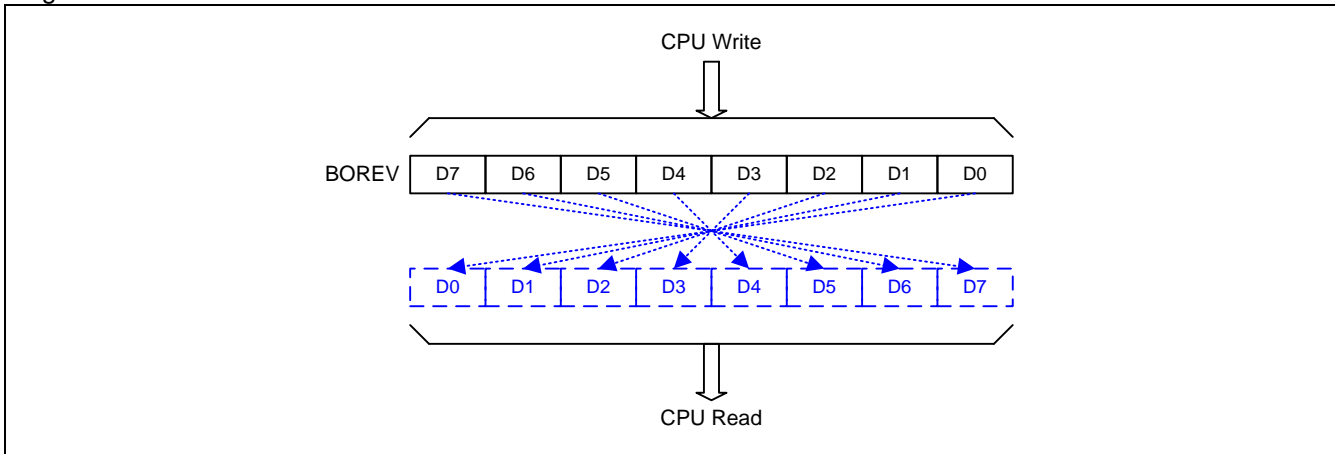 CPU Write
BOREV D7 D6 D5 D4 D3 D2 D1 D0
D0 D1 D2 D3 D4 D5 D6 D7
CPU Read